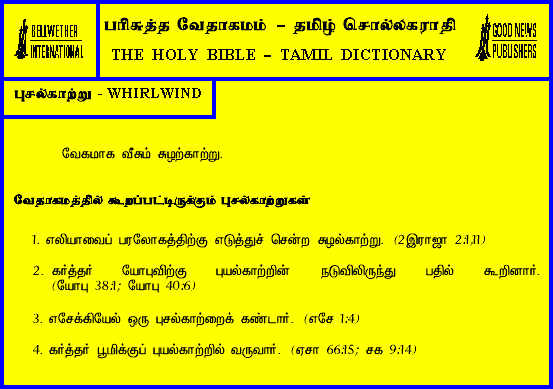 BELLWETHER
INTERNATIONAL
பரிசுத்த வேதாகமம் – தமிழ் சொல்லகராதி
THE HOLY BIBLE – TAMIL DICTIONARY
GOOD NEWS
PUBLISHERS
புசல்காற்று - WHIRLWIND
வேகமாக வீசும் சுழற்காற்று.
வேதாகமத்தில் கூறப்பட்டிருக்கும் புசல்காற்றுகள்
1. எலியாவைப் பரலோகத்திற்கு எடுத்துச் சென்ற சுழல்காற்று. (2இராஜா 2:1,11)
2. கர்த்தர் யோபுவிற்கு புயல்காற்றின் நடுவிலிருந்து பதில் கூறினார்.
(யோபு 38:1; யோபு 40:6)
3. எசேக்கியேல் ஒரு புசல்காற்றைக் கண்டார். (எசே 1:4)
4. கர்த்தர் பூமிக்குப் புயல்காற்றில் வருவார். (ஏசா 66:15; சக 9:14)